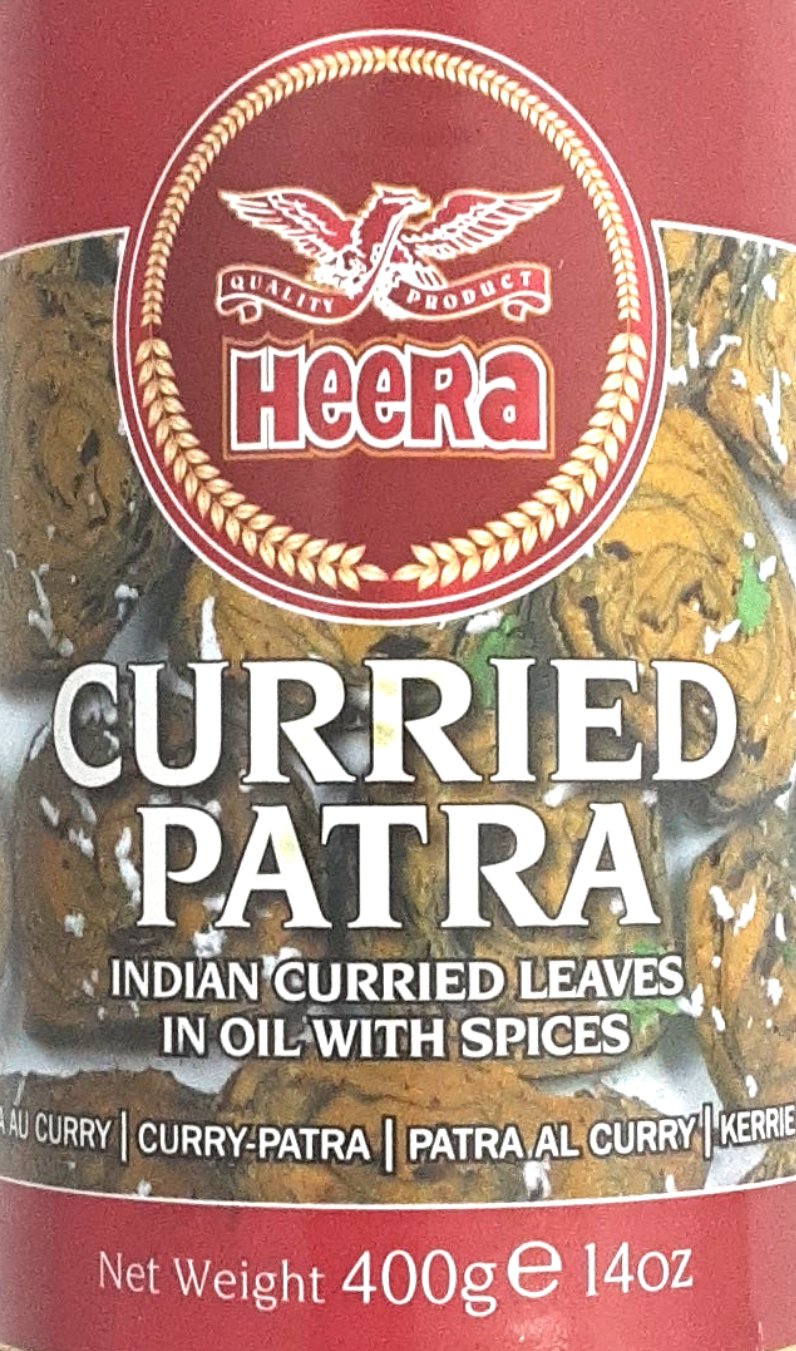 QUALITY PRODUCT
HEERA
CURRIED
PATRA
INDIAN CURRIED LEAVES
IN OIL WITH SPICES
AU CURRY | CURRY-PATRA | PATRA AL CURRY | KERRIE
Net Weight 400g e 14oz